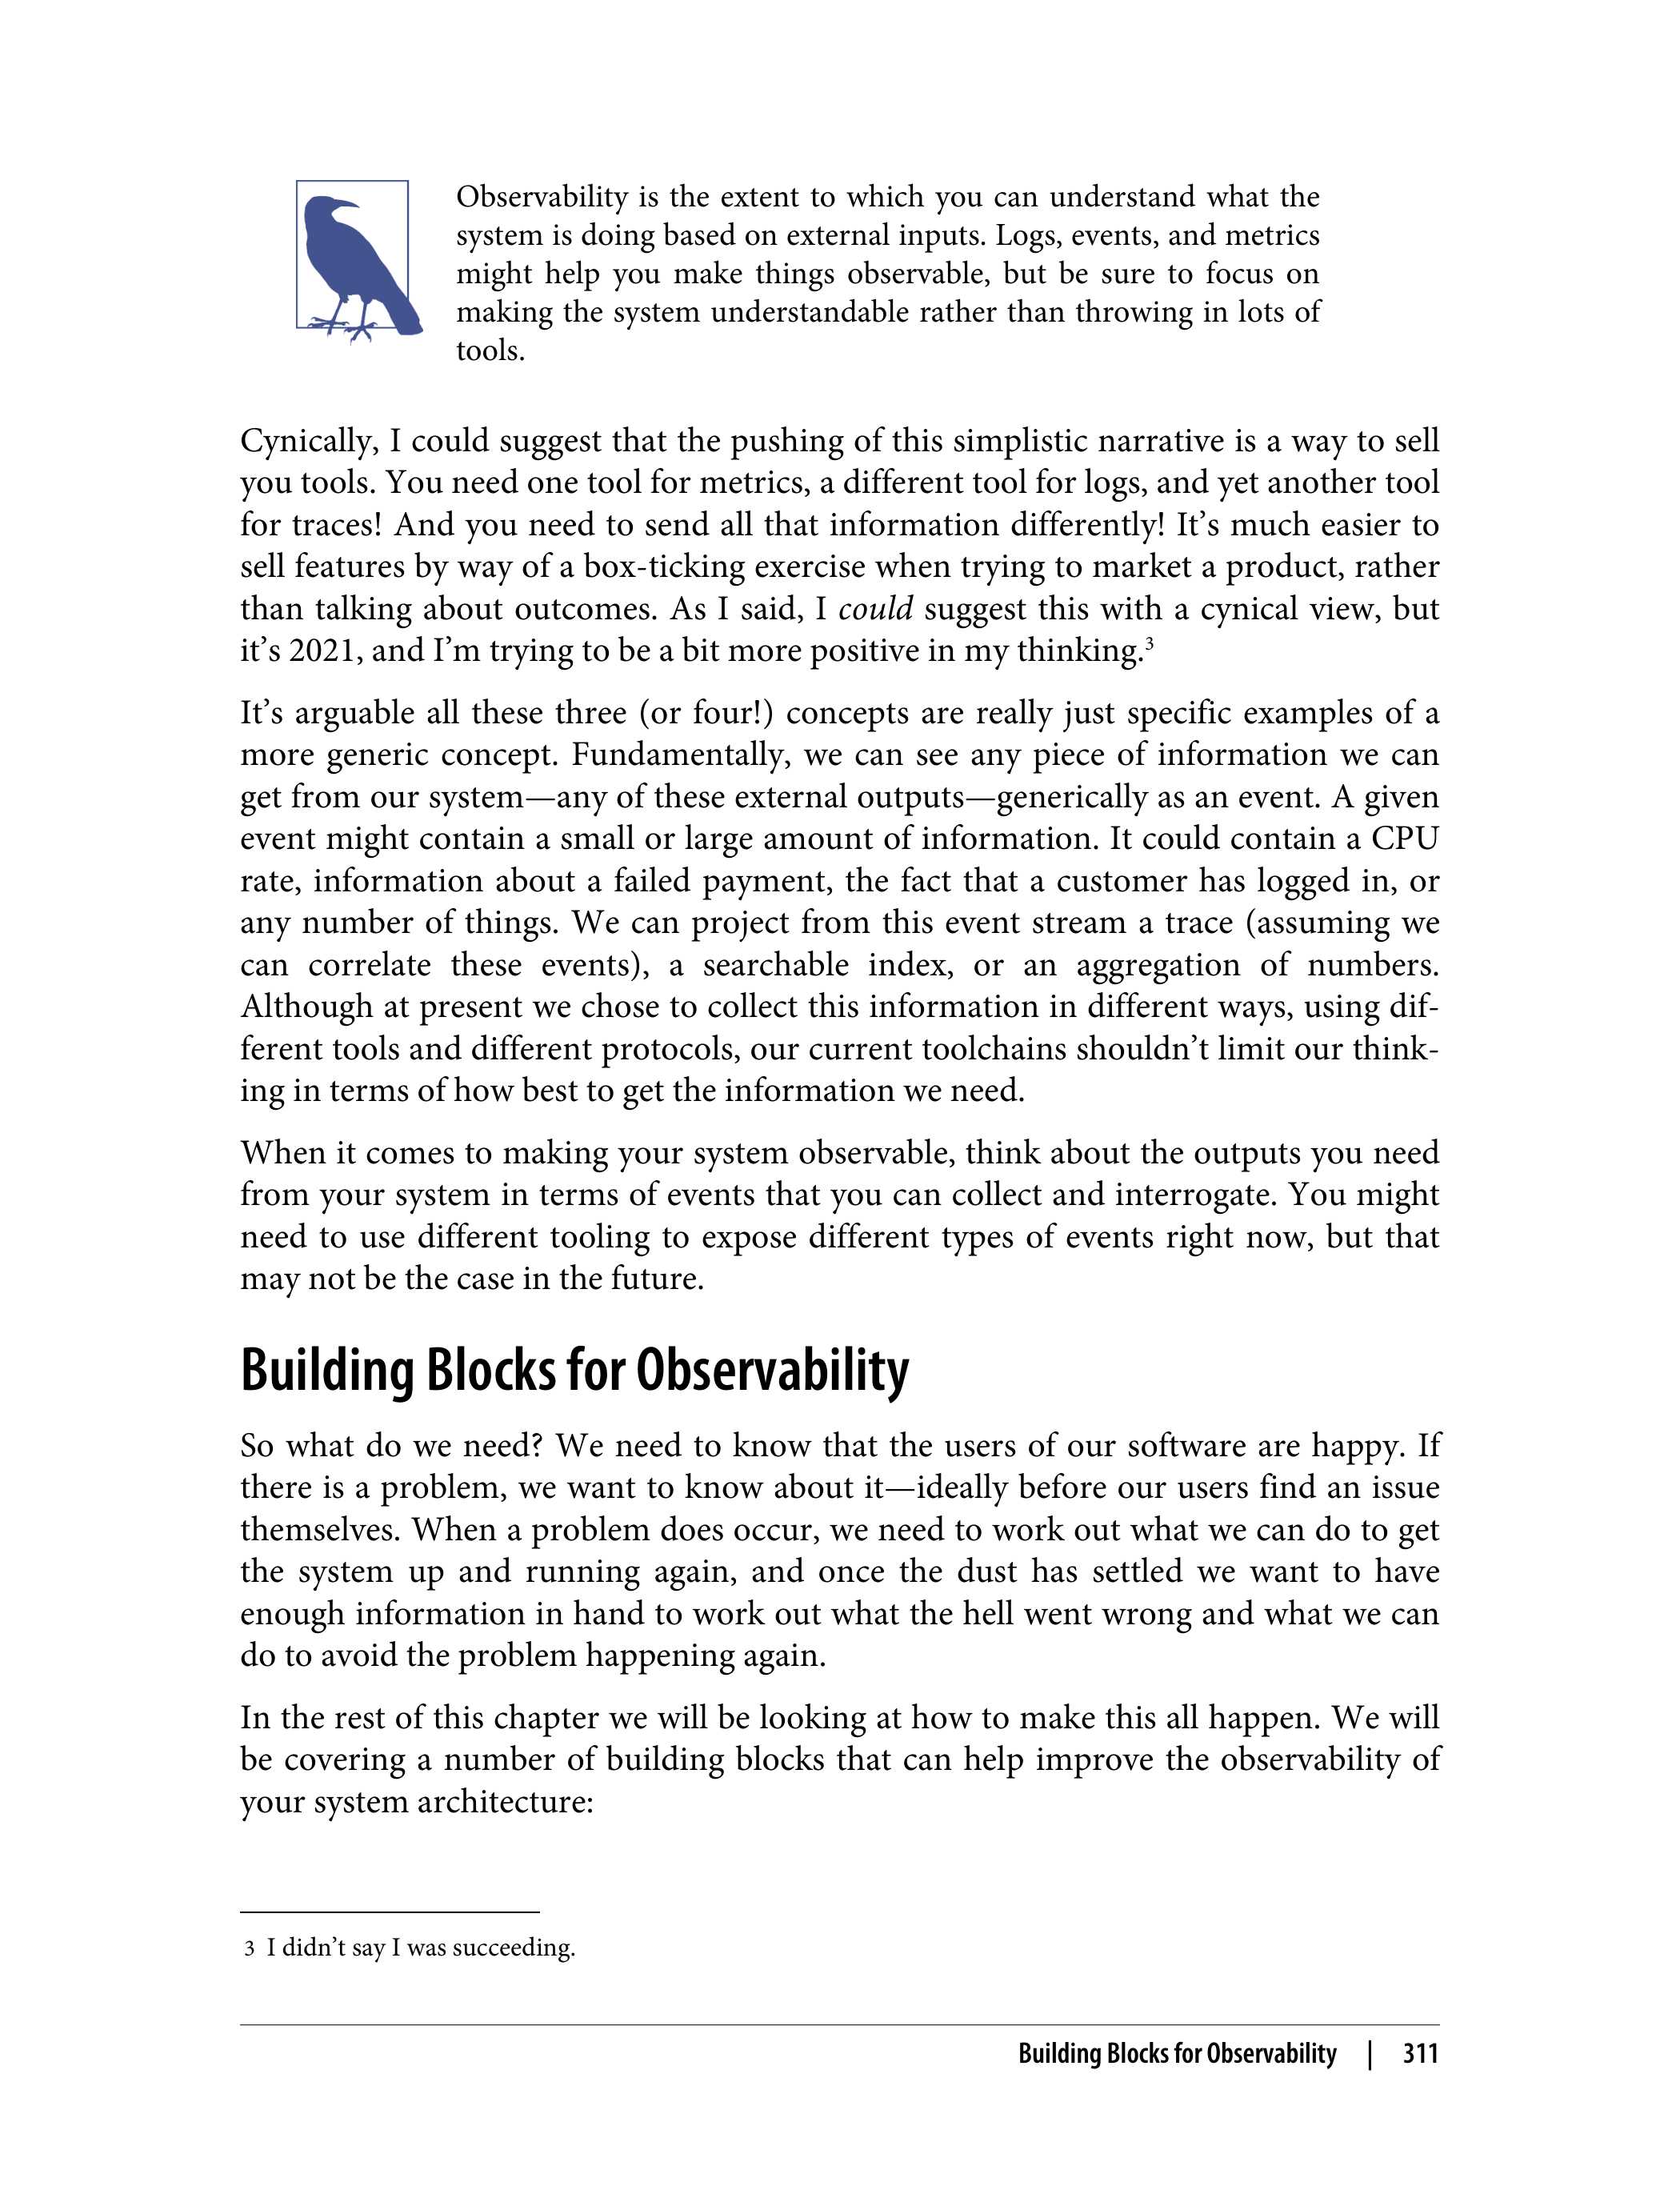 Observability is the extent to which you can understand what the
system is doing based on external inputs. Logs, events, and metrics
might help you make things observable, but be sure to focus on
making the system understandable rather than throwing in lots of
tools.
Cynically, I could suggest that the pushing of this simplistic narrative is a way to sell
you tools. You need one tool for metrics, a different tool for logs, and yet another tool
for traces! And you need to send all that information differently! It’s much easier to
sell features by way of a box-ticking exercise when trying to market a product, rather
than talking about outcomes. As I said, I could suggest this with a cynical view, but
it’s 2021, and I’m trying to be a bit more positive in my thinking.3
It’s arguable all these three (or four!) concepts are really just specific examples of a
more generic concept. Fundamentally, we can see any piece of information we can
get from our system—any of these external outputs—generically as an event. A given
event might contain a small or large amount of information. It could contain a CPU
rate, information about a failed payment, the fact that a customer has logged in, or
any number of things. We can project from this event stream a trace (assuming we
can correlate these events), a searchable index, or an aggregation of numbers.
Although at present we chose to collect this information in different ways, using dif-
ferent tools and different protocols, our current toolchains shouldn’t limit our think-
ing in terms of how best to get the information we need.
When it comes to making your system observable, think about the outputs you need
from your system in terms of events that you can collect and interrogate. You might
need to use different tooling to expose different types of events right now, but that
may not be the case in the future.
Building Blocks for Observability
So what do we need? We need to know that the users of our software are happy. If
there is a problem, we want to know about it—ideally before our users find an issue
themselves. When a problem does occur, we need to work out what we can do to get
the system up and running again, and once the dust has settled we want to have
enough information in hand to work out what the hell went wrong and what we can
do to avoid the problem happening again.
In the rest of this chapter we will be looking at how to make this all happen. We will
be covering a number of building blocks that can help improve the observability of
your system architecture:
3 I didn’t say I was succeeding.
Building Blocks for Observability | 311